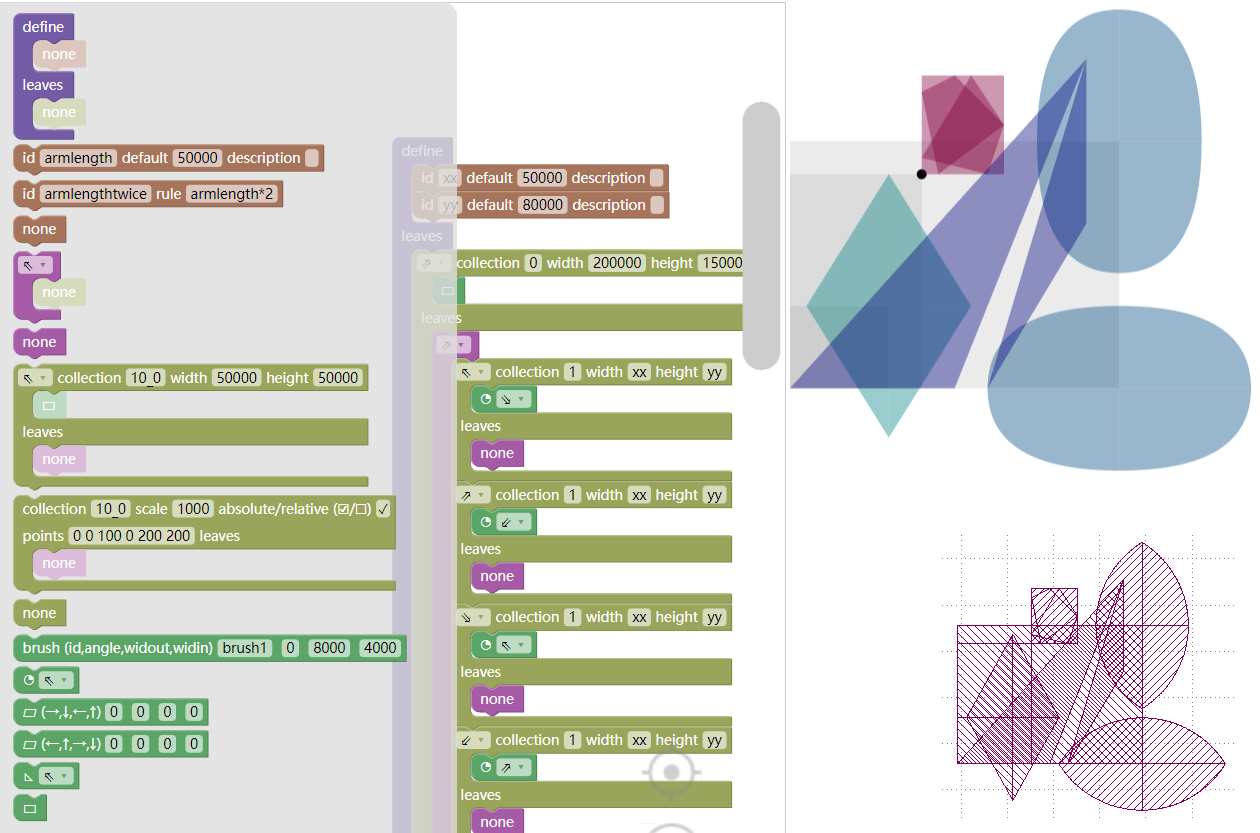 define
none
leaves
none
id armlength default 50000 description
id armlengthtwice rule armlength*2
none
none
none
collection 10_0 width 50000 height 50000
leaves
none
collection 10_0 scale 1000 absolute/relative (☑/☐) ✓
points 0 0 100 0 200 200 leaves
none
none
brush (id,angle,widout,widin) brush1 0 8000 4000
(→,↓,←,↑) 0 0 0 0
(←,↑,→,↓) 0 0 0 0
define
id xx default 50000 description
id yy default 80000 description
leaves
collection 0 width 200000 height 15000
leaves
collection 1 width xx height yy
leaves
none
collection 1 width xx height yy
leaves
none
collection 1 width xx height yy
leaves
none
collection 1 width xx height yy
leaves
none